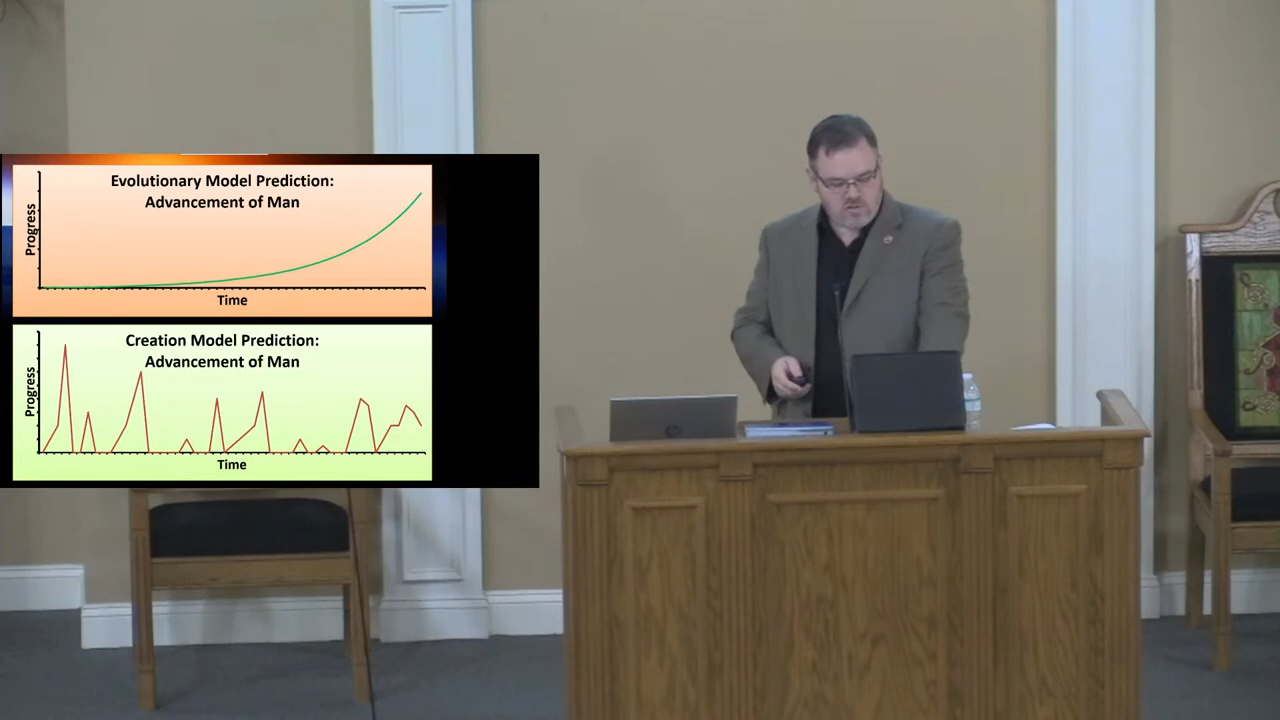 Evolutionary Model Prediction:
Advancement of Man
Progress
Time
Creation Model Prediction:
Advancement of Man
Progress
Time